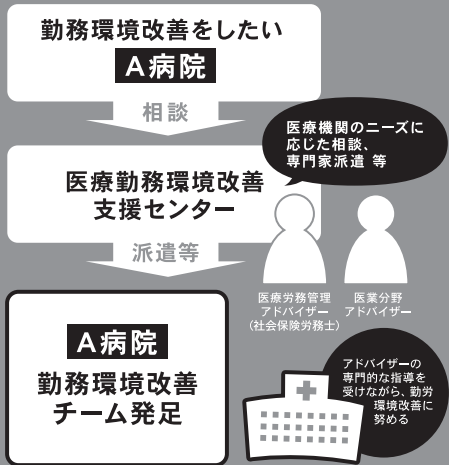 勤務環境改善をしたい
A病院
相談
医療機関のニーズに
応じた相談、
専門家派遣 等
医療勤務環境改善
支援センター
派遣等
医療労務管理
アドバイザー
(社会保険労務士)
医業分野
アドバイザー
A病院
勤務環境改善
チーム発足
アドバイザーの
専門的な指導を
受けながら、勤労
環境改善に
努める